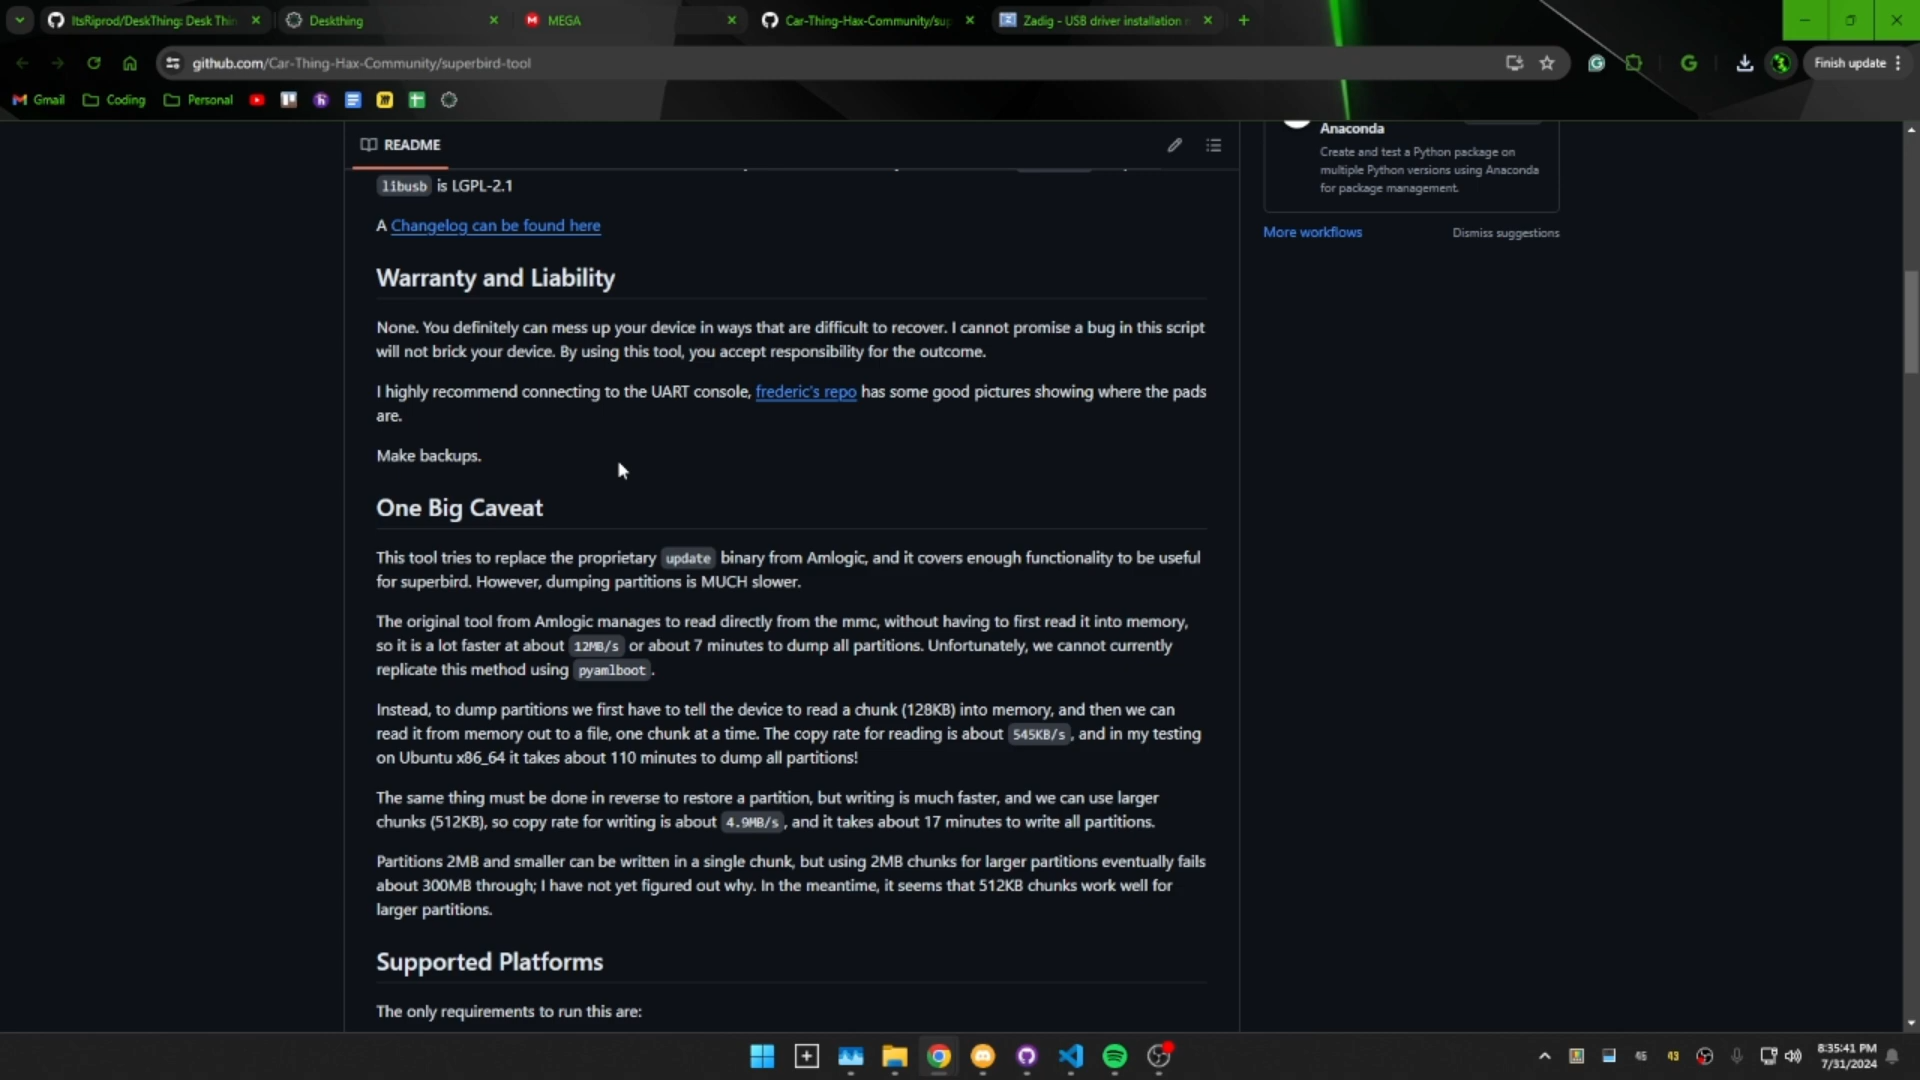 ItsRiprod/DeskThing: Desk Thin
Deskthing
MEGA
Car-Thing-Hax-Community/sup
Zadig - USB driver installation
github.com/Car-Thing-Hax-Community/superbird-tool
Finish update
Gmail
Coding
Personal
README
Anaconda
Create and test a Python package on
multiple Python versions using Anaconda
for package management.
More workflows
Dismiss suggestions
libusb is LGPL-2.1
A Changelog can be found here
Warranty and Liability
None. You definitely can mess up your device in ways that are difficult to recover. I cannot promise a bug in this script
will not brick your device. By using this tool, you accept responsibility for the outcome.
I highly recommend connecting to the UART console, frederic's repo has some good pictures showing where the pads
are.
Make backups.
One Big Caveat
This tool tries to replace the proprietary update binary from Amlogic, and it covers enough functionality to be useful
for superbird. However, dumping partitions is MUCH slower.
The original tool from Amlogic manages to read directly from the mmc, without having to first read it into memory,
so it is a lot faster at about 12MB/s or about 7 minutes to dump all partitions. Unfortunately, we cannot currently
replicate this method using pyamlboot.
Instead, to dump partitions we first have to tell the device to read a chunk (128KB) into memory, and then we can
read it from memory out to a file, one chunk at a time. The copy rate for reading is about 545KB/s, and in my testing
on Ubuntu x86_64 it takes about 110 minutes to dump all partitions!
The same thing must be done in reverse to restore a partition, but writing is much faster, and we can use larger
chunks (512KB), so copy rate for writing is about 4.9MB/s, and it takes about 17 minutes to write all partitions.
Partitions 2MB and smaller can be written in a single chunk, but using 2MB chunks for larger partitions eventually fails
about 300MB through; I have not yet figured out why. In the meantime, it seems that 512KB chunks work well for
larger partitions.
Supported Platforms
The only requirements to run this are:
43
8:35:41 PM
7/31/2024